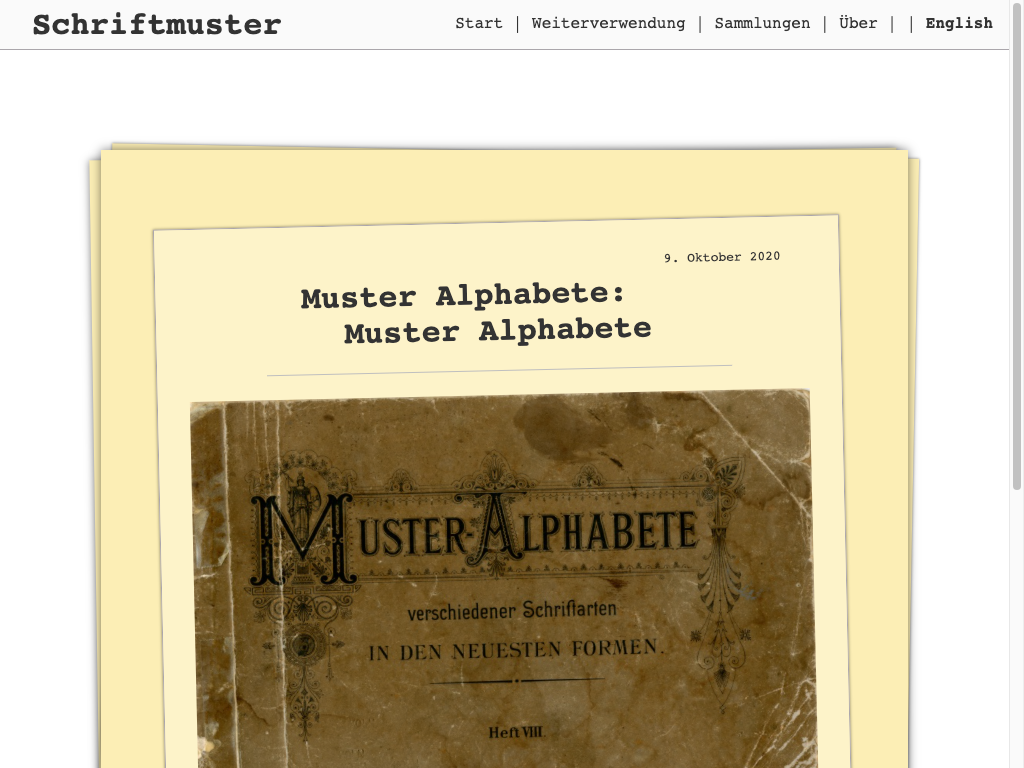 Schriftmuster
Start | Weiterverwendung | Sammlungen | Über | | English
9. Oktober 2020
Muster Alphabete:
Muster Alphabete
MUSTER-ALPHABETE
verschiedener Schriftarten
IN DEN NEUESTEN FORMEN.
Heft VIII.